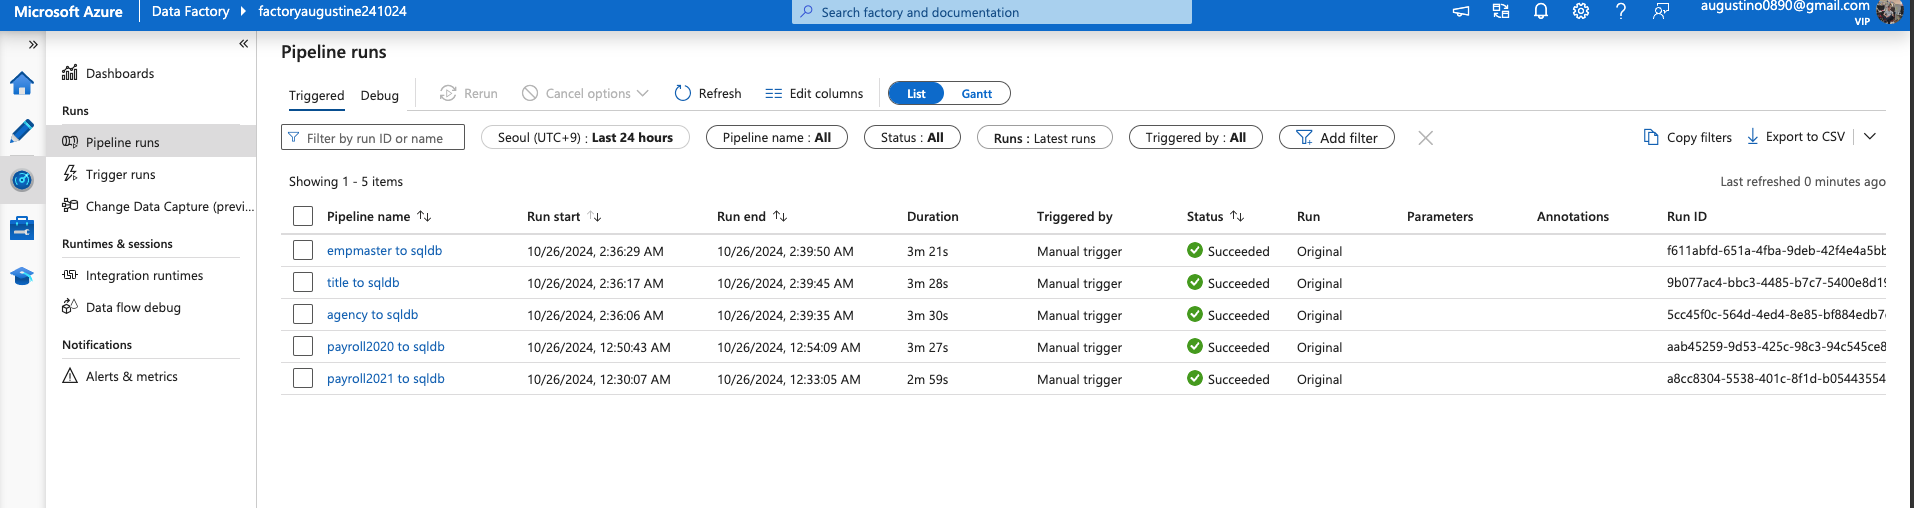 Microsoft Azure Data Factory factoryaugustine241024 Search factory and documentation augustino0890@gmail.com
VIP
Dashboards
Runs
Pipeline runs
Trigger runs
Change Data Capture (previ...
Runtimes & sessions
Integration runtimes
Data flow debug
Notifications
Alerts & metrics
Pipeline runs
Triggered Debug Rerun Cancel options Refresh Edit columns List Gantt
Filter by run ID or name Seoul (UTC+9) : Last 24 hours Pipeline name : All Status : All Runs : Latest runs Triggered by : All Add filter Copy filters Export to CSV
Showing 1 - 5 items Last refreshed 0 minutes ago
Pipeline name Run start Run end Duration Triggered by Status Run Parameters Annotations Run ID
empmaster to sqldb 10/26/2024, 2:36:29 AM 10/26/2024, 2:39:50 AM 3m 21s Manual trigger Succeeded Original f611abfd-651a-4fba-9deb-42f4e4a5bb
title to sqldb 10/26/2024, 2:36:17 AM 10/26/2024, 2:39:45 AM 3m 28s Manual trigger Succeeded Original 9b077ac4-bbc3-4485-b7c7-5400e8d19
agency to sqldb 10/26/2024, 2:36:06 AM 10/26/2024, 2:39:35 AM 3m 30s Manual trigger Succeeded Original 5cc45f0c-564d-4ed4-8e85-bf884edb7
payroll2020 to sqldb 10/26/2024, 12:50:43 AM 10/26/2024, 12:54:09 AM 3m 27s Manual trigger Succeeded Original aab45259-9d53-425c-98c3-94c545ce8
payroll2021 to sqldb 10/26/2024, 12:30:07 AM 10/26/2024, 12:33:05 AM 2m 59s Manual trigger Succeeded Original a8cc8304-5538-401c-8f1d-b05443554